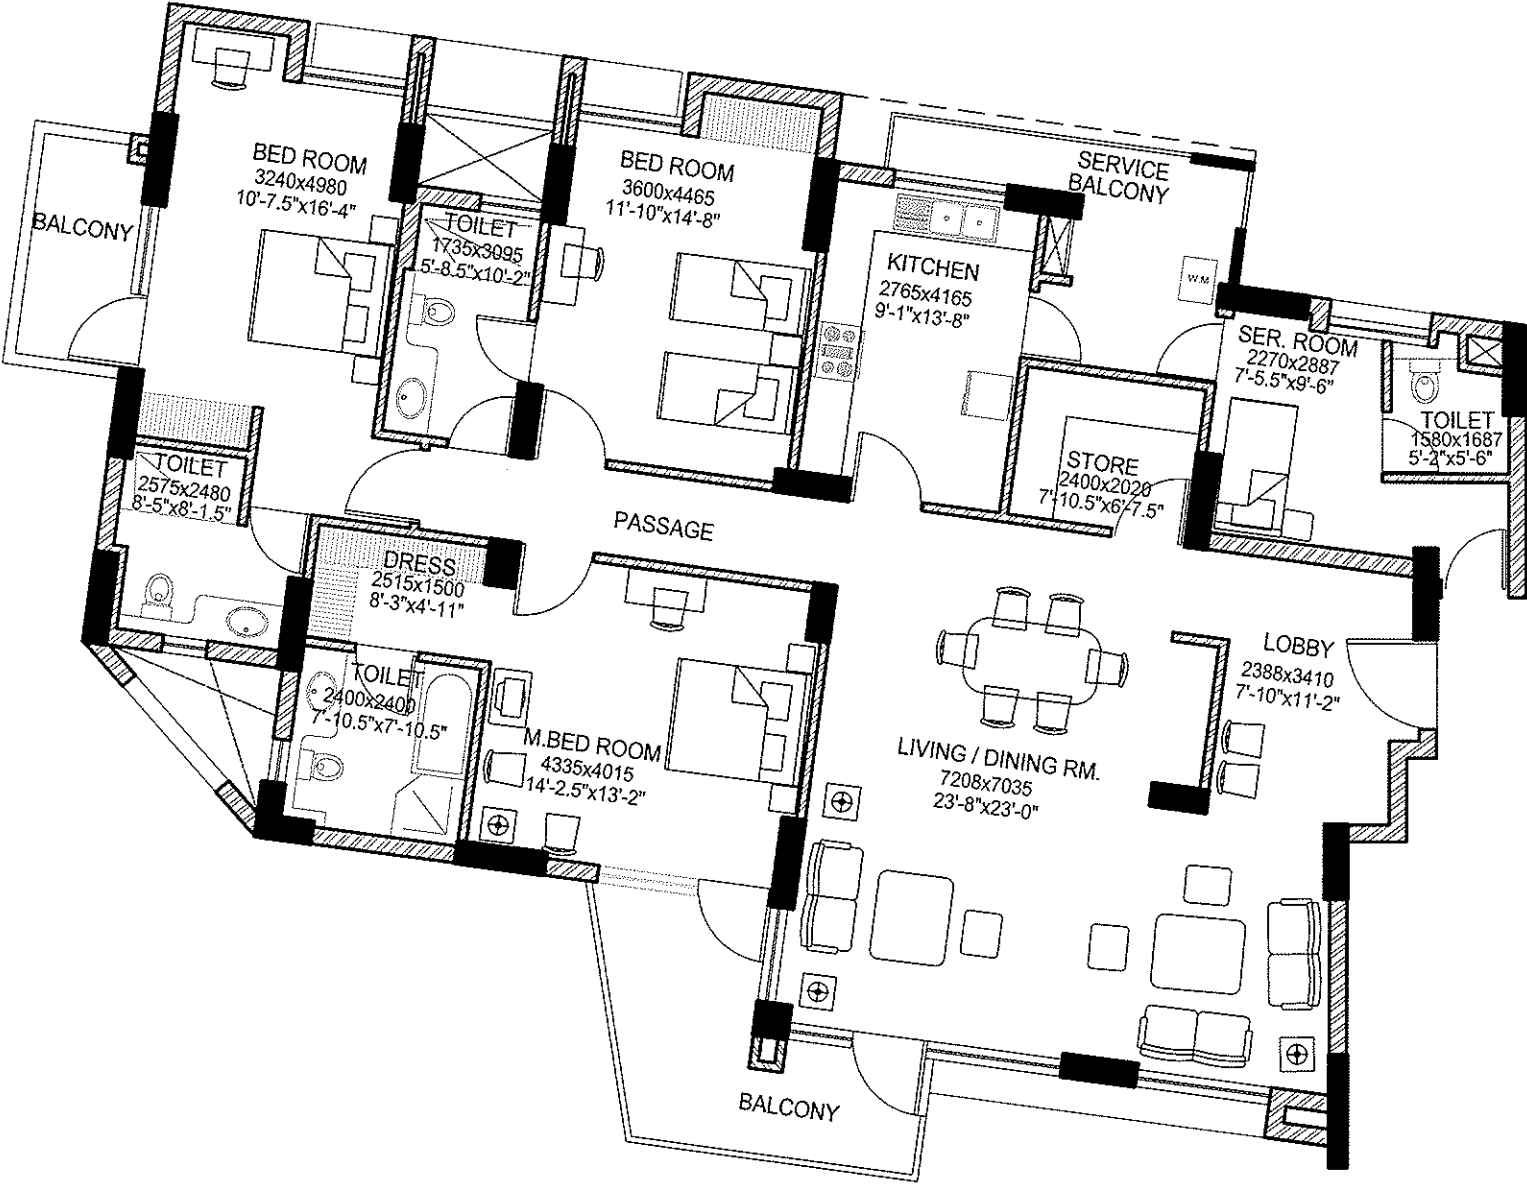 BED ROOM
3240x4980
10'-7.5"x16'-4"
BALCONY
TOILET
1735x3095
5'-8.5"x10'-2"
BED ROOM
3600x4465
11'-10"x14'-8"
SERVICE
BALCONY
KITCHEN
2765x4165
9'-1"x13'-8"
W.M
SER. ROOM
2270x2887
7'-5.5"x9'-6"
TOILET
1580x1687
5'-2"x5'-6"
STORE
2400x2020
7'-10.5"x6'-7.5"
TOILET
2575x2480
8'-5"x8'-1.5"
PASSAGE
DRESS
2515x1500
8'-3"x4'-11"
TOILET
2400x2400
7'-10.5"x7'-10.5"
M.BED ROOM
4335x4015
14'-2.5"x13'-2"
LIVING / DINING RM.
7208x7035
23'-8"x23'-0"
LOBBY
2388x3410
7'-10"x11'-2"
BALCONY